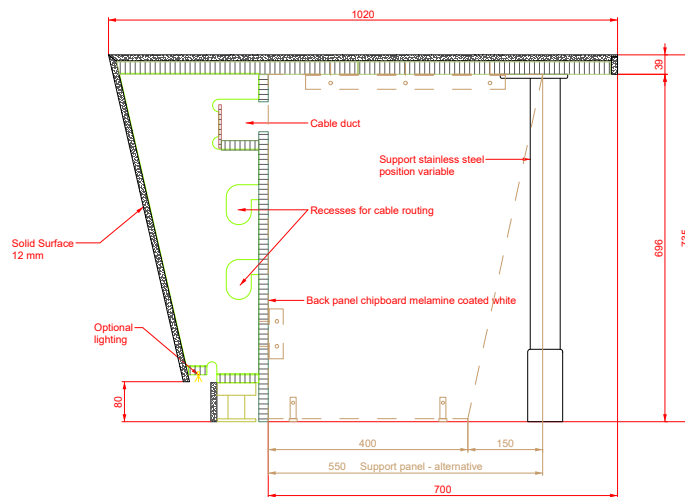 1020
39
Cable duct
Support stainless steel
position variable
Recesses for cable routing
Solid Surface
12 mm
696
735
Back panel chipboard melamine coated white
Optional
lighting
80
400
150
550 Support panel - alternative
700